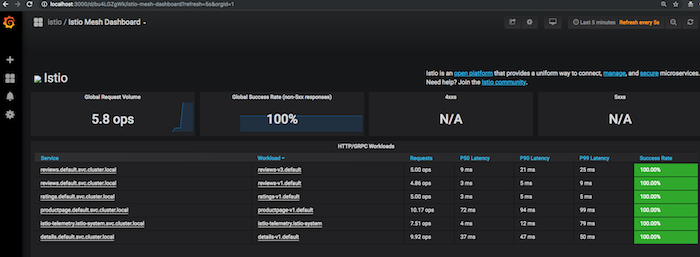 localhost:3000/d/bu4LGZgWk/istio-mesh-dashboard?refresh=5s&orgId=1
istio / Istio Mesh Dashboard
Last 5 minutes Refresh every 5s
Istio
Istio is an open platform that provides a uniform way to connect, manage, and secure microservices.
Need help? Join the Istio community.
Global Request Volume Global Success Rate (non-5xx responses) 4xxs 5xxs
5.8 ops 100% N/A N/A
HTTP/GRPC Workloads
Service Workload Requests P50 Latency P90 Latency P99 Latency Success Rate
reviews.default.svc.cluster.local reviews-v3.default 5.00 ops 9 ms 21 ms 25 ms 100.00%
reviews.default.svc.cluster.local reviews-v1.default 4.86 ops 3 ms 5 ms 9 ms 100.00%
ratings.default.svc.cluster.local ratings-v1.default 5.00 ops 3 ms 5 ms 5 ms 100.00%
productpage.default.svc.cluster.local productpage-v1.default 10.17 ops 72 ms 94 ms 99 ms 100.00%
istio-telemetry.istio-system.svc.cluster.local istio-telemetry.istio-system 7.51 ops 4 ms 12 ms 79 ms 100.00%
details.default.svc.cluster.local details-v1.default 9.92 ops 37 ms 47 ms 50 ms 100.00%